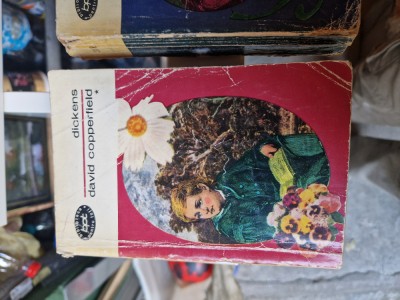 dickens
david copperfield
*